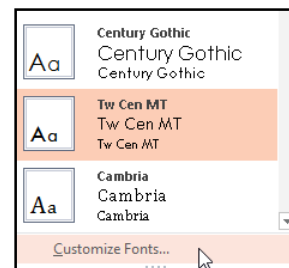 Century Gothic
Aa Century Gothic
Century Gothic
Tw Cen MT
Aa Tw Cen MT
Tw Cen MT
Cambria
Aa Cambria
Cambria
Customize Fonts...